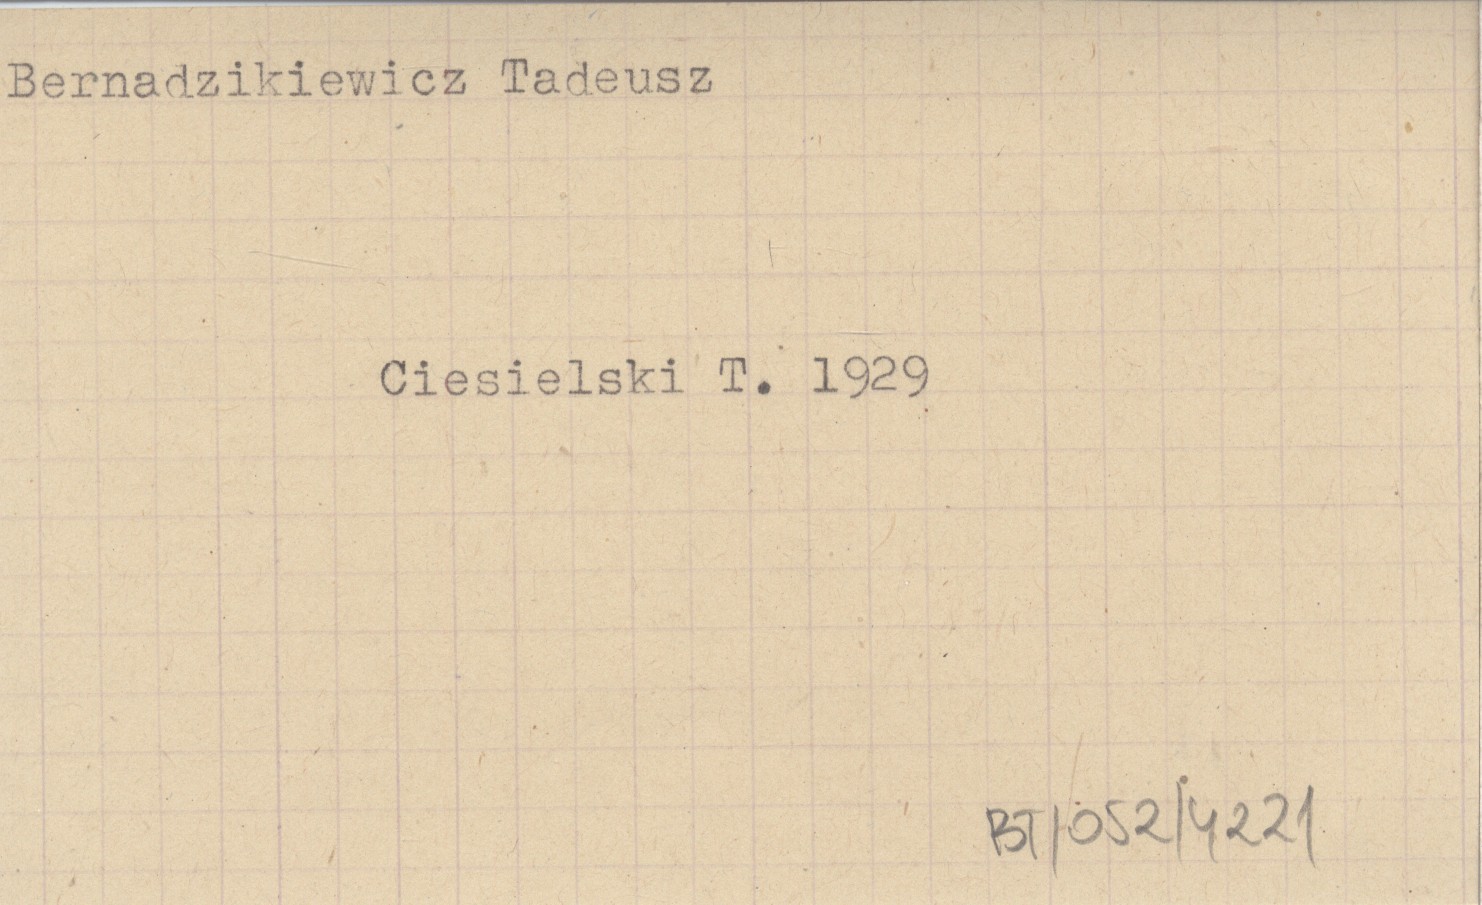 Bernadzikiewicz Tadeusz
Ciesielski T. 1929
BT/052/4221